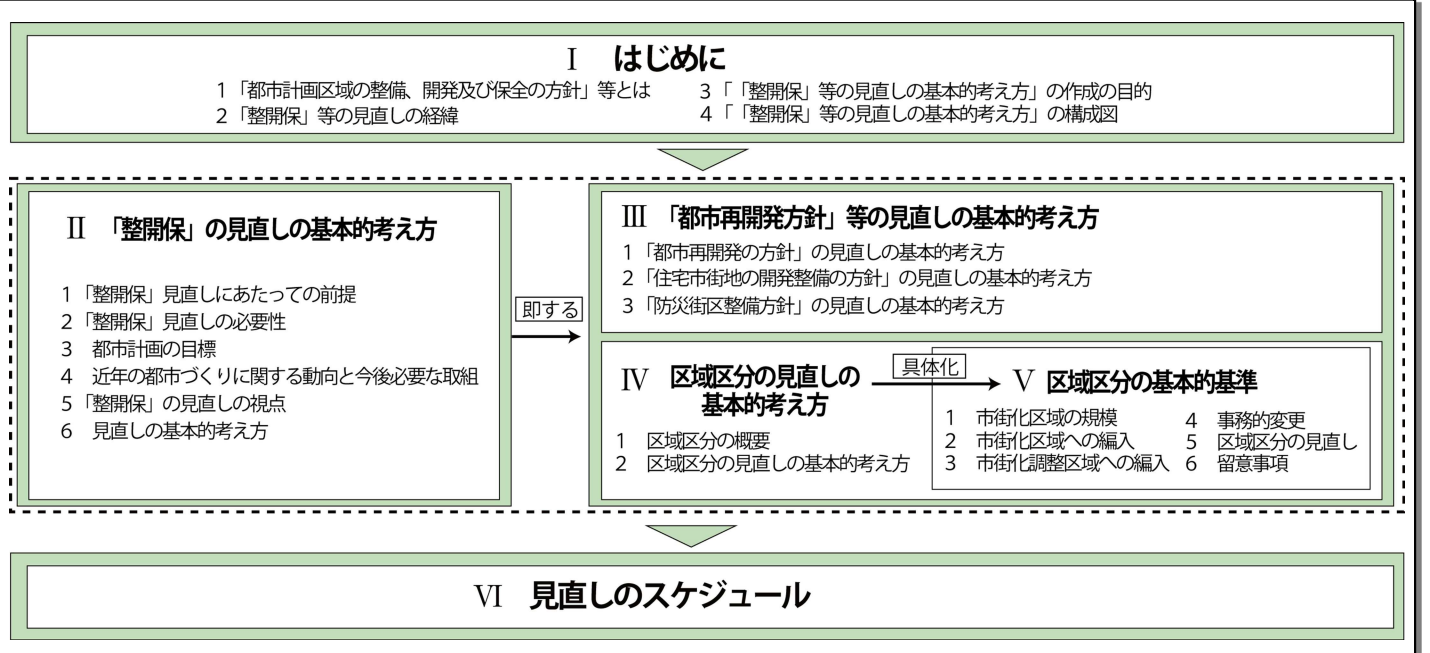 Ⅰ はじめに
1「都市計画区域の整備、開発及び保全の方針」等とは
2「整開保」等の見直しの経緯
3「「整開保」等の見直しの基本的考え方」の作成の目的
4「「整開保」等の見直しの基本的考え方」の構成図
Ⅱ 「整開保」の見直しの基本的考え方
1「整開保」見直しにあたっての前提
2「整開保」見直しの必要性
3 都市計画の目標
4 近年の都市づくりに関する動向と今後必要な取組
5「整開保」の見直しの視点
6 見直しの基本的考え方
即する
Ⅲ 「都市再開発方針」等の見直しの基本的考え方
1「都市再開発の方針」の見直しの基本的考え方
2「住宅市街地の開発整備の方針」の見直しの基本的考え方
3「防災街区整備方針」の見直しの基本的考え方
Ⅳ 区域区分の見直しの
基本的考え方
1 区域区分の概要
2 区域区分の見直しの基本的考え方
具体化
Ⅴ 区域区分の基本的基準
1 市街化区域の規模
2 市街化区域への編入
3 市街化調整区域への編入
4 事務的変更
5 区域区分の見直し
6 留意事項
Ⅵ 見直しのスケジュール